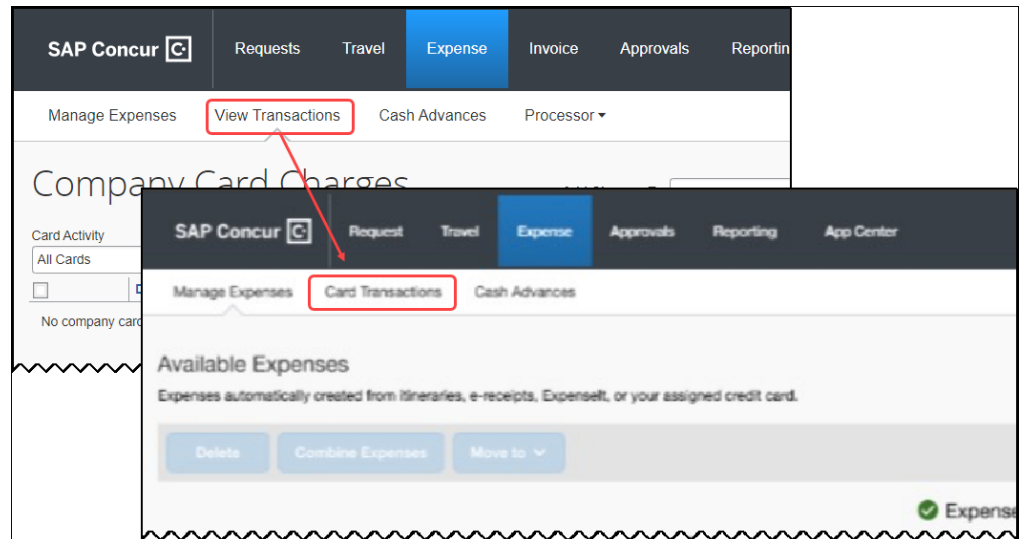 SAP Concur C Requests Travel Expense Invoice Approvals Reportin
Manage Expenses View Transactions Cash Advances Processor
Company Card Charges
Card Activity
All Cards
No company card
SAP Concur C Request Travel Expense Approvals Reporting App Center
Manage Expenses Card Transactions Cash Advances
Available Expenses
Expenses automatically created from itineraries, e-receipts, ExpenseIt, or your assigned credit card.
Delete Combine Expenses Move to
Expense